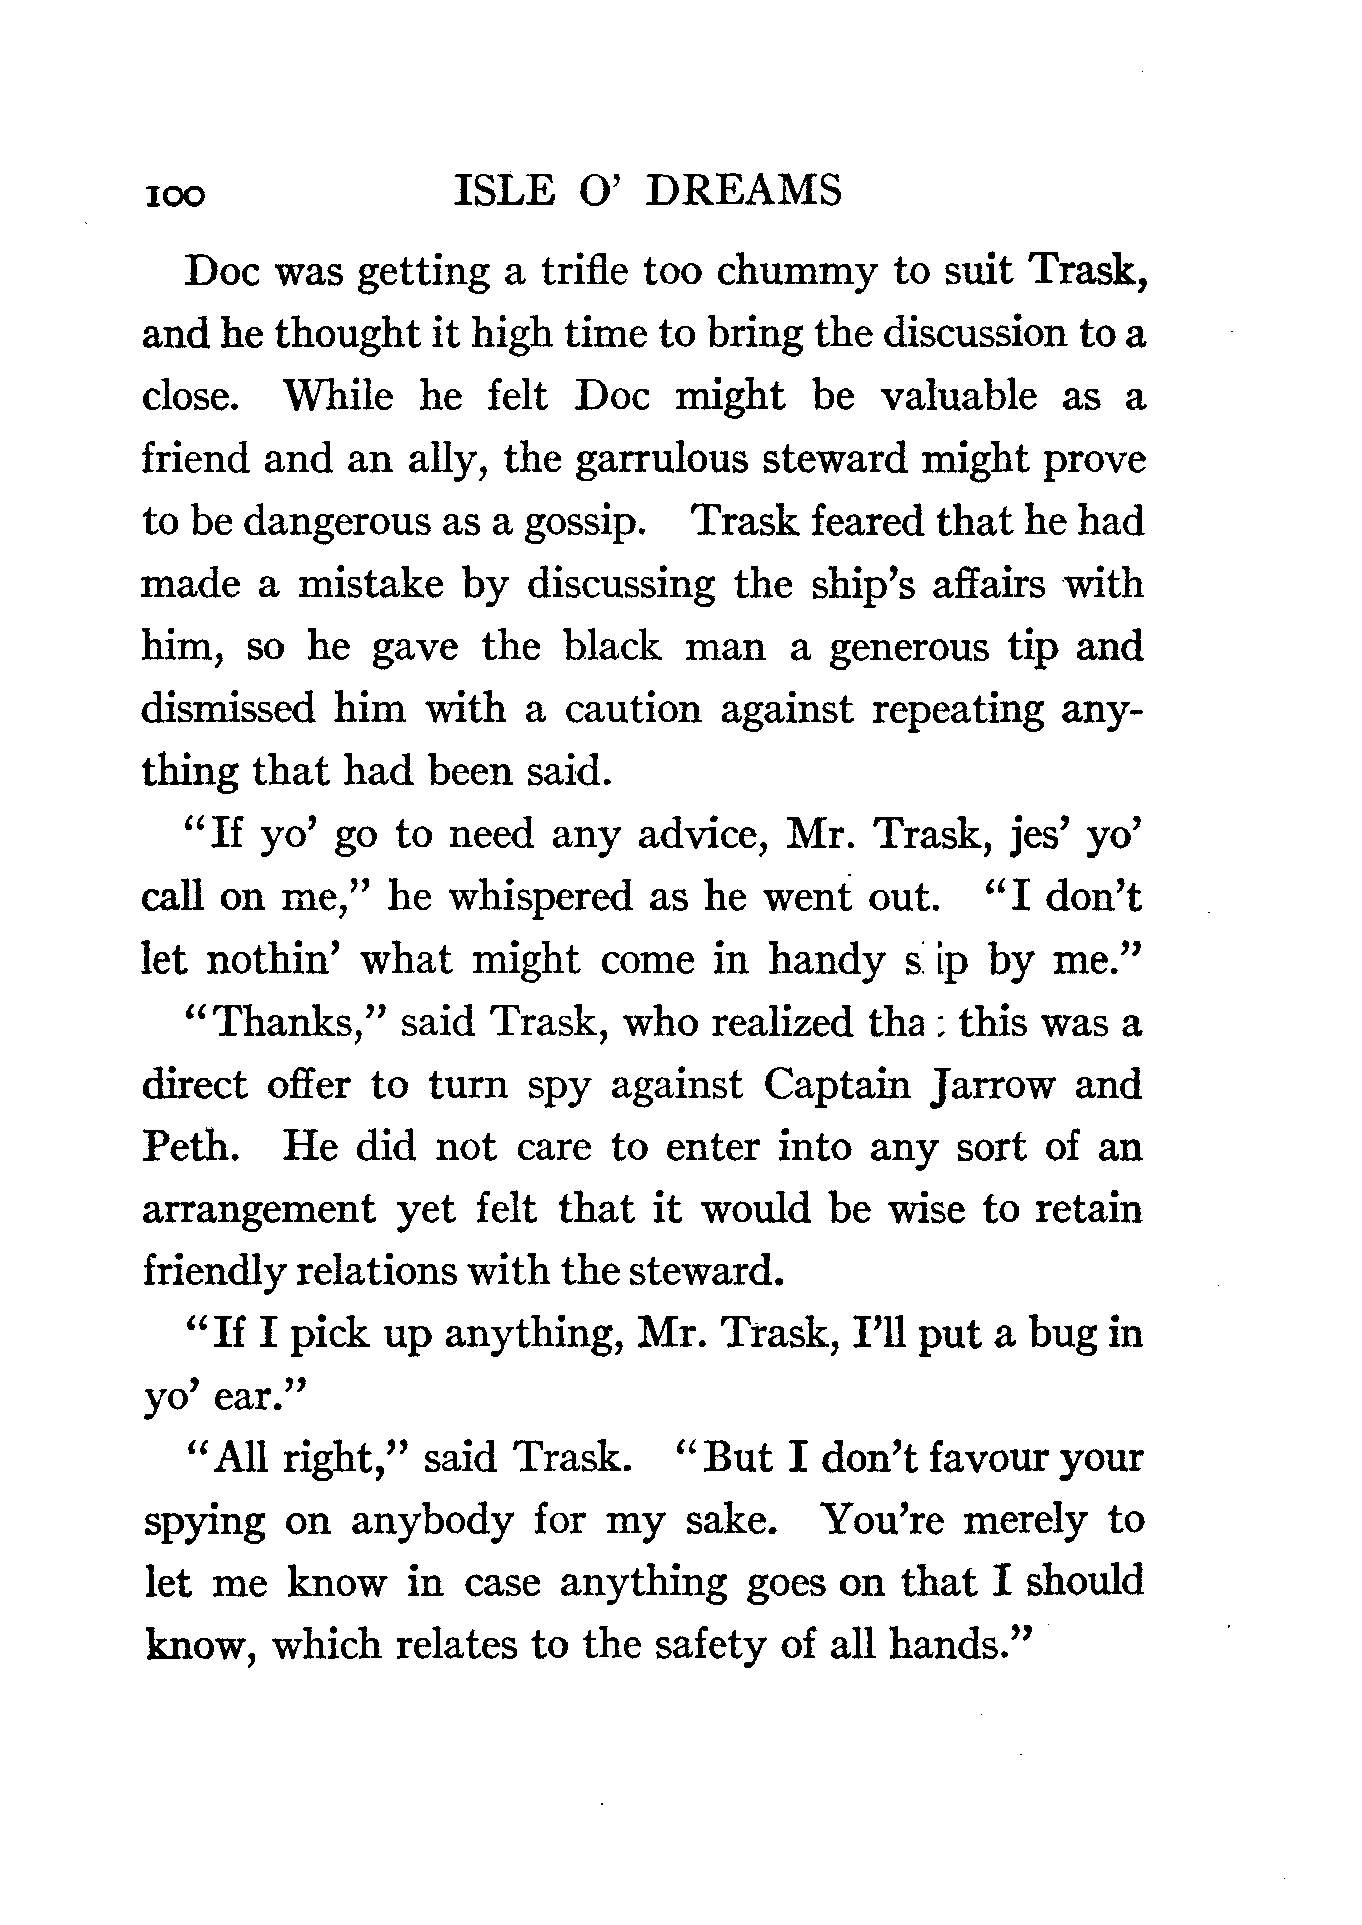 100 ISLE O' DREAMS
Doc was getting a trifle too chummy to suit Trask,
and he thought it high time to bring the discussion to a
close. While he felt Doc might be valuable as a
friend and an ally, the garrulous steward might prove
to be dangerous as a gossip. Trask feared that he had
made a mistake by discussing the ship's affairs with
him, so he gave the black man a generous tip and
dismissed him with a caution against repeating any-
thing that had been said.
"If yo' go to need any advice, Mr. Trask, jes' yo'
call on me," he whispered as he went out. "I don't
let nothin' what might come in handy slip by me."
"Thanks," said Trask, who realized that this was a
direct offer to turn spy against Captain Jarrow and
Peth. He did not care to enter into any sort of an
arrangement yet felt that it would be wise to retain
friendly relations with the steward.
"If I pick up anything, Mr. Trask, I'll put a bug in
yo' ear."
"All right," said Trask. "But I don't favour your
spying on anybody for my sake. You're merely to
let me know in case anything goes on that I should
know, which relates to the safety of all hands."